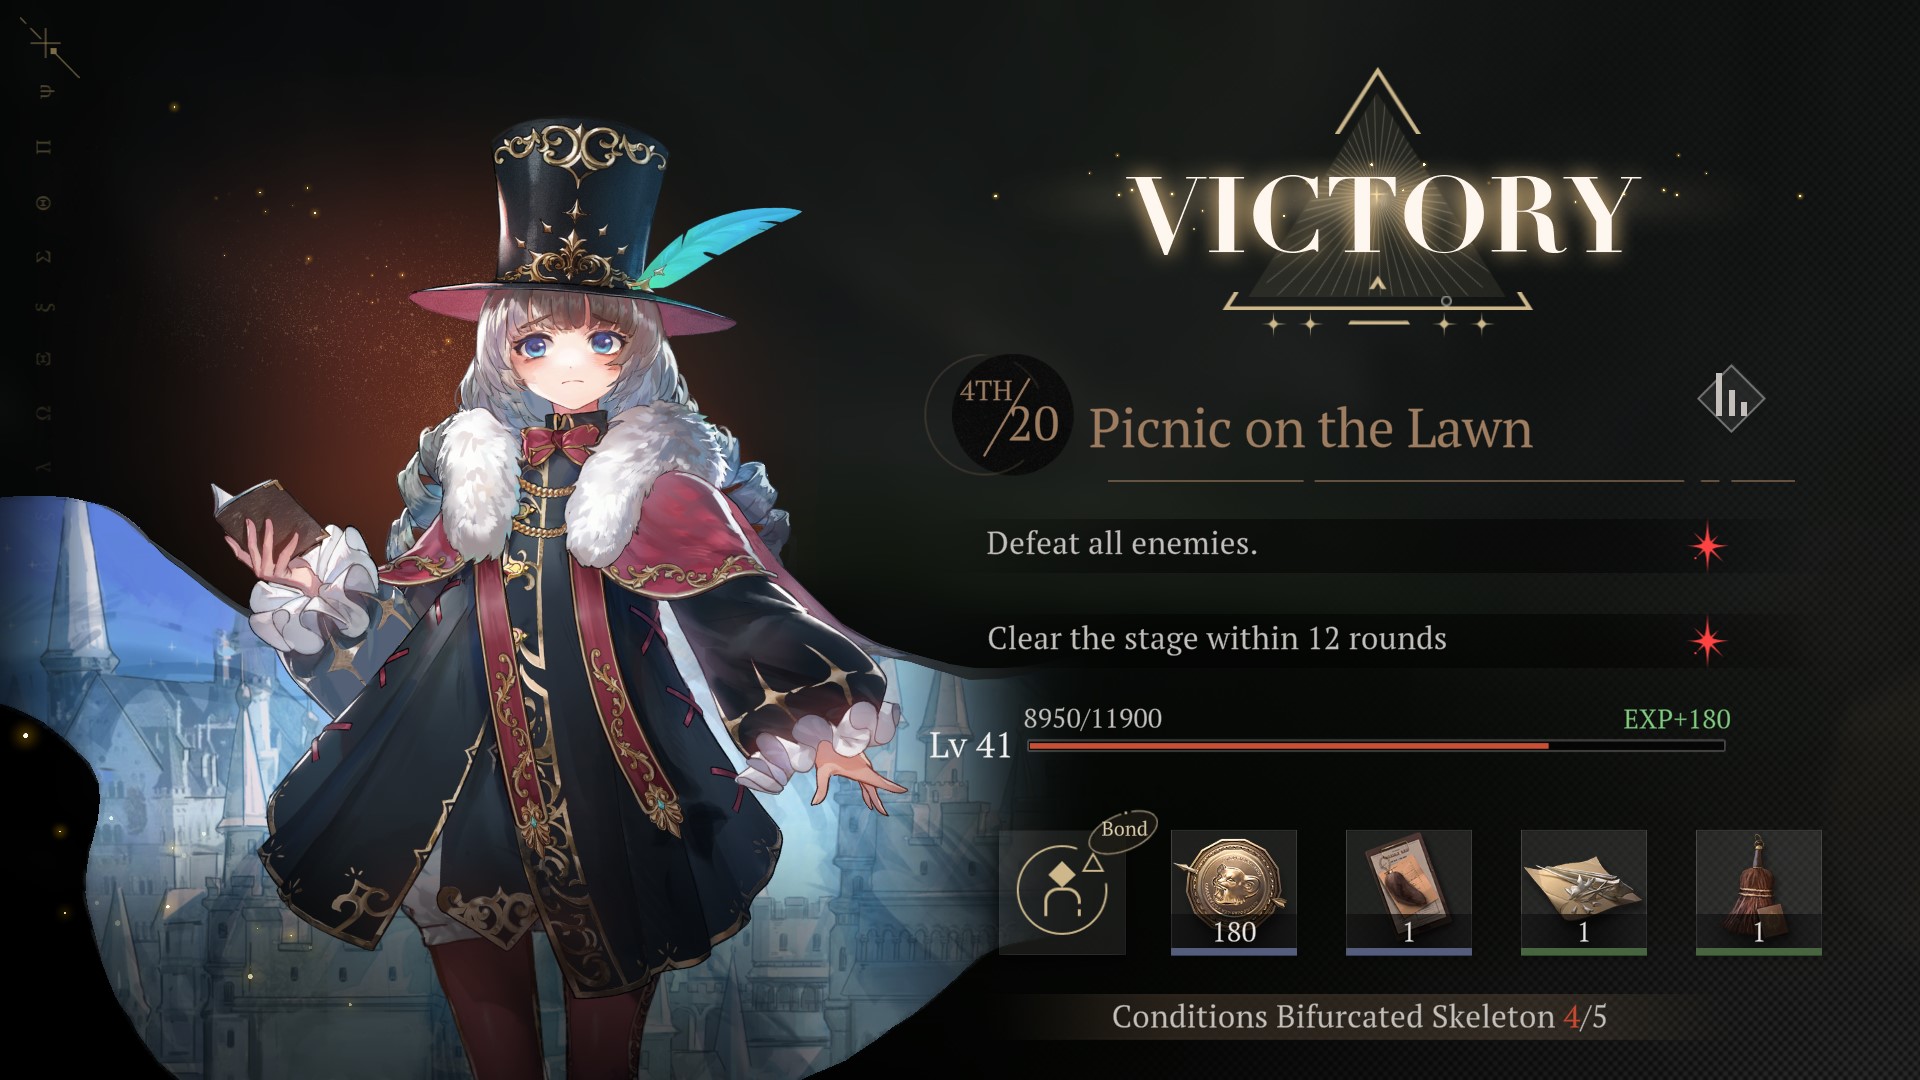 ψ
Π
Θ
Σ
ξ
Ξ
Ω
λ
VICTORY
4TH/20 Picnic on the Lawn
Defeat all enemies.
Clear the stage within 12 rounds
8950/11900 EXP+180
Lv 41
Bond
180 1 1 1
Conditions Bifurcated Skeleton 4/5